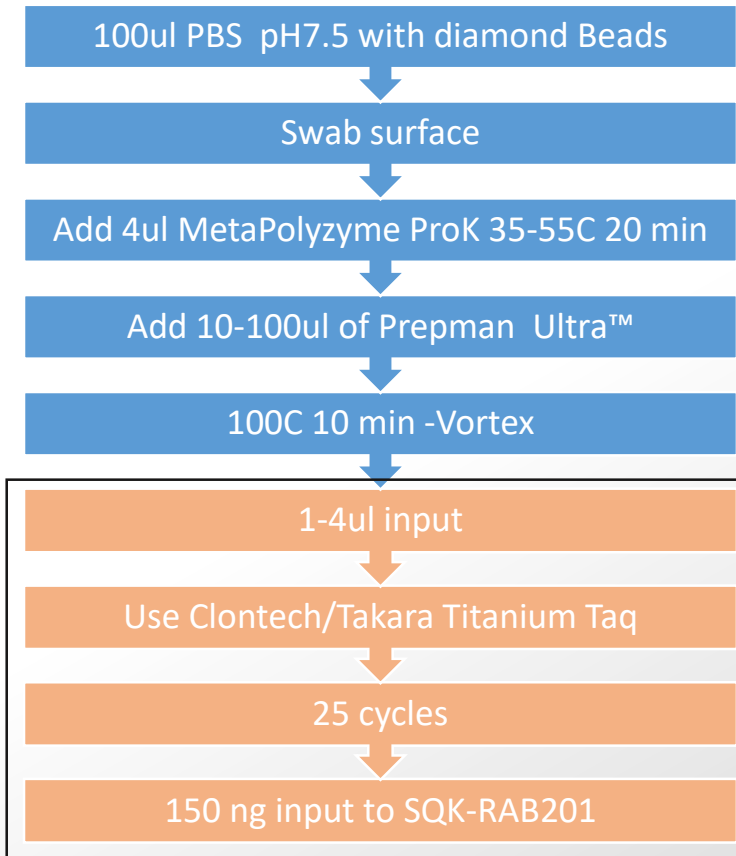 100ul PBS  pH7.5 with diamond Beads
Swab surface
Add 4ul MetaPolyzyme ProK 35-55C 20 min
Add 10-100ul of Prepman  Ultra™
100C 10 min -Vortex
1-4ul input
Use Clontech/Takara Titanium Taq
25 cycles
150 ng input to SQK-RAB201